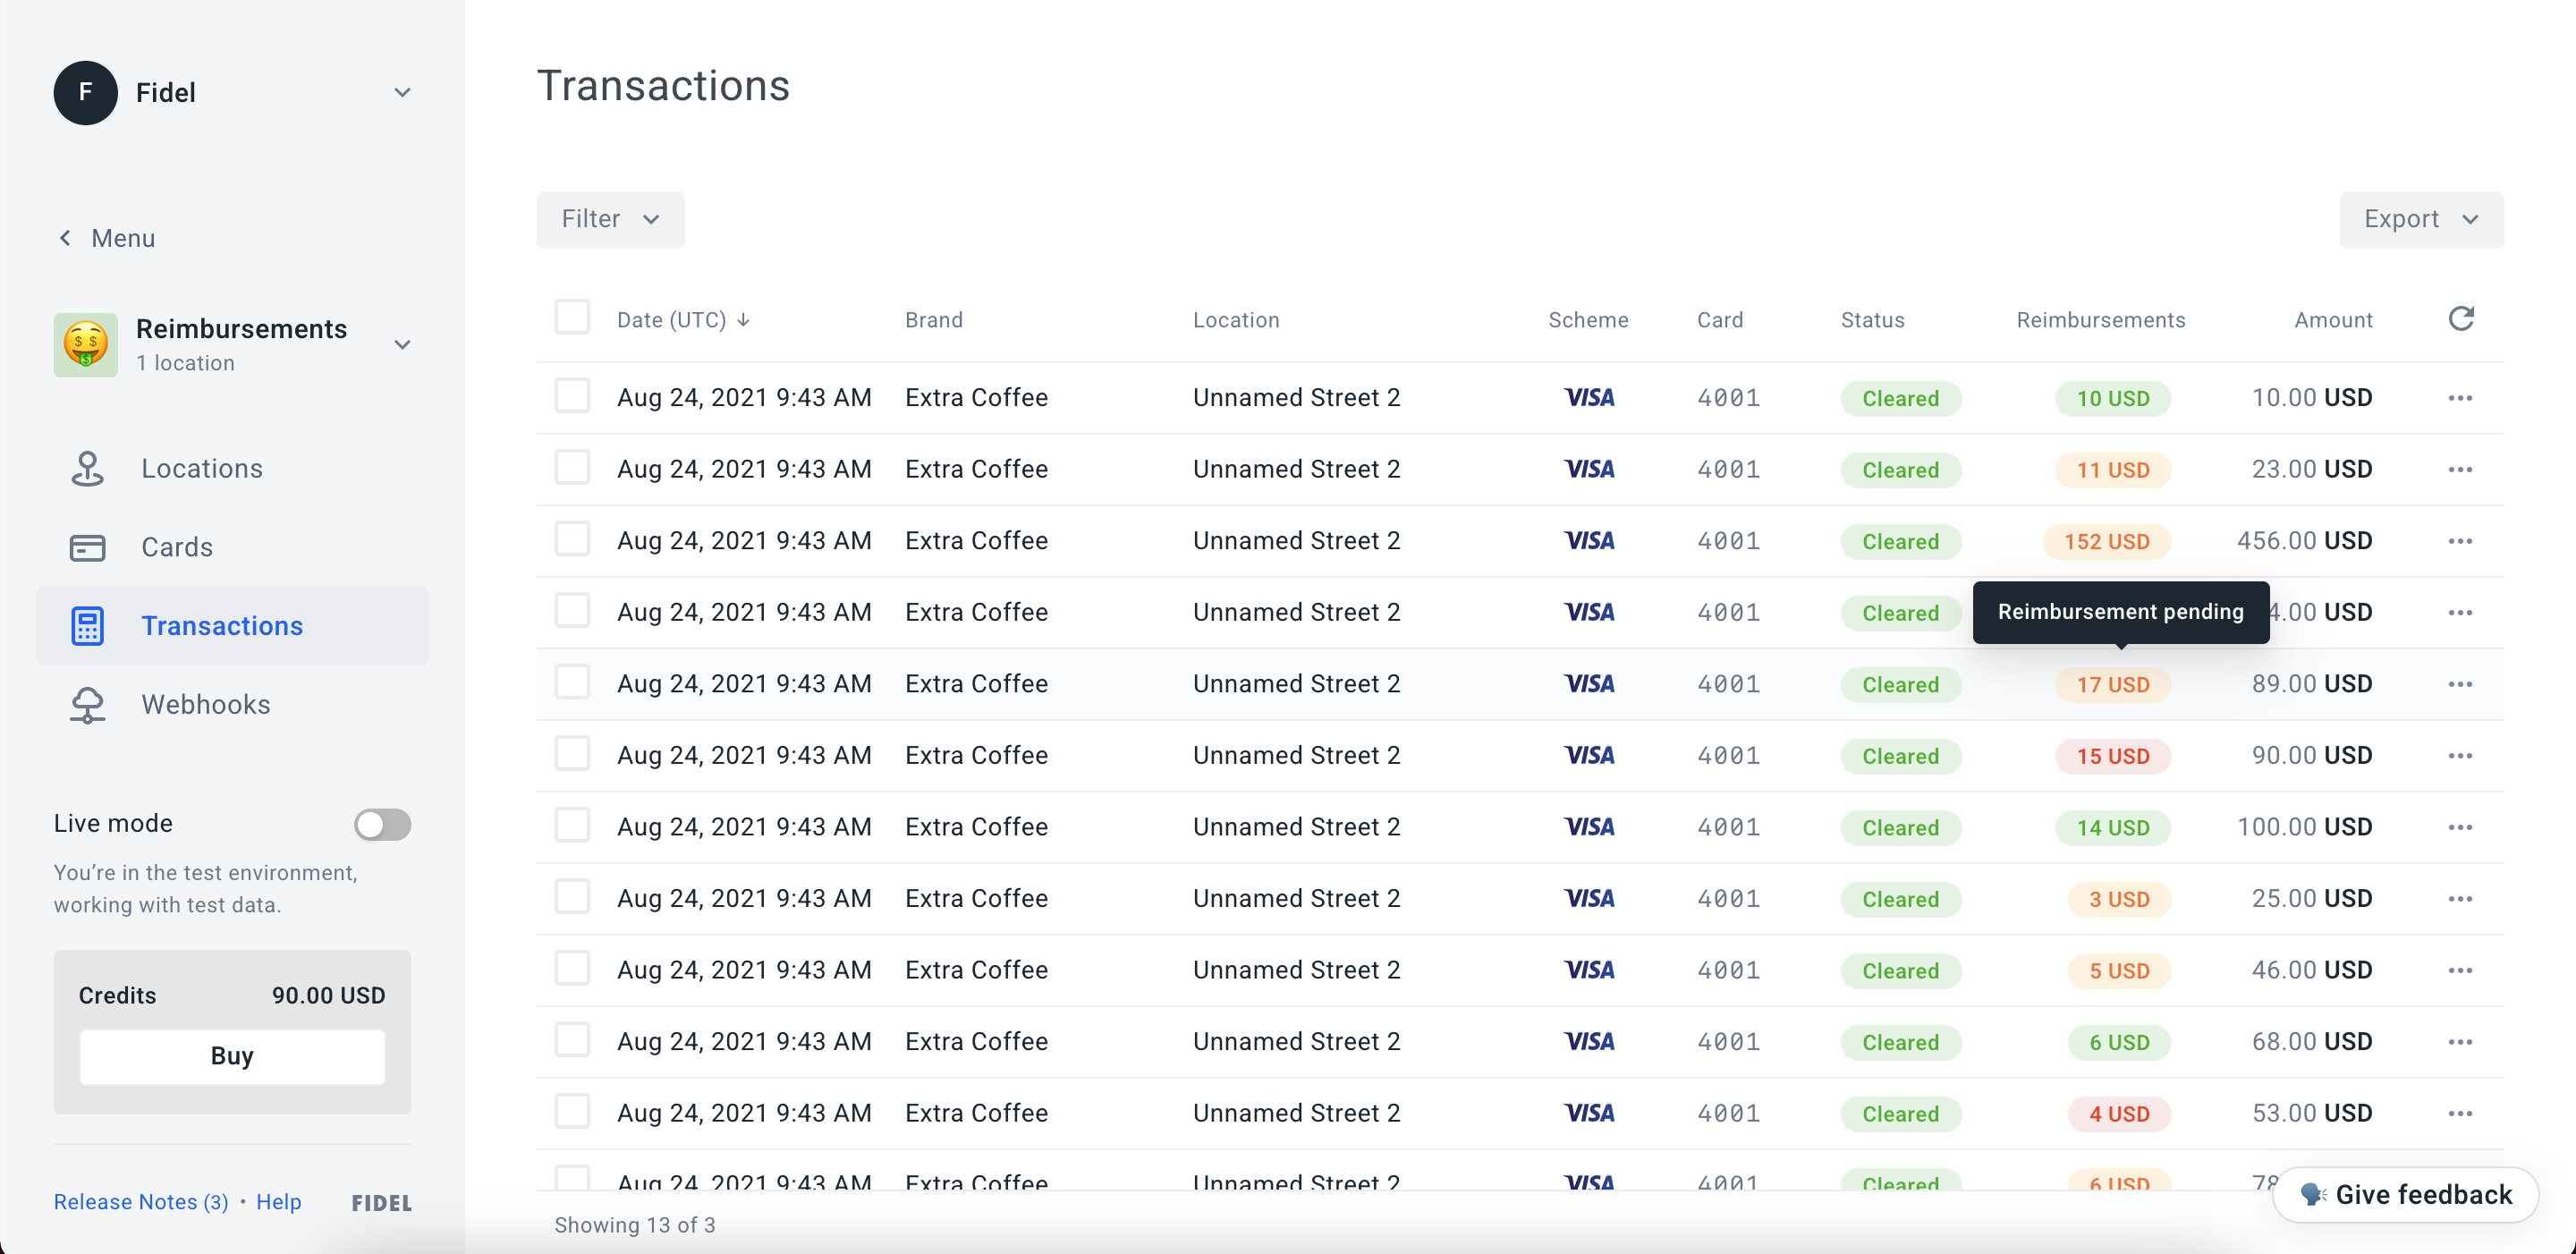 F Fidel
Menu
Reimbursements
1 location
Locations
Cards
Transactions
Webhooks
Live mode
You’re in the test environment,
working with test data.
Credits 90.00 USD
Buy
Release Notes (3) • Help FIDEL
Transactions
Filter Export
Date (UTC) Brand Location Scheme Card Status Reimbursements Amount
Aug 24, 2021 9:43 AM Extra Coffee Unnamed Street 2 VISA 4001 Cleared 10 USD 10.00 USD
Aug 24, 2021 9:43 AM Extra Coffee Unnamed Street 2 VISA 4001 Cleared 11 USD 23.00 USD
Aug 24, 2021 9:43 AM Extra Coffee Unnamed Street 2 VISA 4001 Cleared 152 USD 456.00 USD
Aug 24, 2021 9:43 AM Extra Coffee Unnamed Street 2 VISA 4001 Cleared Reimbursement pending 4.00 USD
Aug 24, 2021 9:43 AM Extra Coffee Unnamed Street 2 VISA 4001 Cleared 17 USD 89.00 USD
Aug 24, 2021 9:43 AM Extra Coffee Unnamed Street 2 VISA 4001 Cleared 15 USD 90.00 USD
Aug 24, 2021 9:43 AM Extra Coffee Unnamed Street 2 VISA 4001 Cleared 14 USD 100.00 USD
Aug 24, 2021 9:43 AM Extra Coffee Unnamed Street 2 VISA 4001 Cleared 3 USD 25.00 USD
Aug 24, 2021 9:43 AM Extra Coffee Unnamed Street 2 VISA 4001 Cleared 5 USD 46.00 USD
Aug 24, 2021 9:43 AM Extra Coffee Unnamed Street 2 VISA 4001 Cleared 6 USD 68.00 USD
Aug 24, 2021 9:43 AM Extra Coffee Unnamed Street 2 VISA 4001 Cleared 4 USD 53.00 USD
Aug 24, 2021 9:43 AM Extra Coffee Unnamed Street 2 VISA 4001 Cleared 6 USD 78
Give feedback
Showing 13 of 3